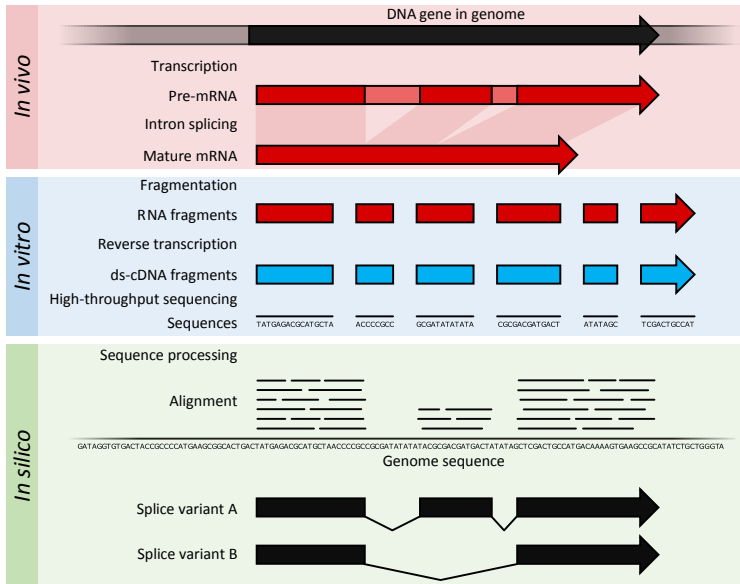 DNA gene in genome
In vivo
Transcription
Pre-mRNA
Intron splicing
Mature mRNA
In vitro
Fragmentation
RNA fragments
Reverse transcription
ds-cDNA fragments
High-throughput sequencing
Sequences
TATGAGACGCATGCTA ACCCCGCC GCGATATATATA CGCGACGATGACT ATATAGC TCGACTGCCAT
In silico
Sequence processing
Alignment
GATAGGTGTGACTACCGCCCCATGAAGCGGCACTGACTATGAGACGCATGCTAACCCCGCCGCGATATATATACGCGACGATGACTATATAGCTCGACTGCCATGACAAAAGTGAAGCCGCATATCTGCTGGGTA
Genome sequence
Splice variant A
Splice variant B